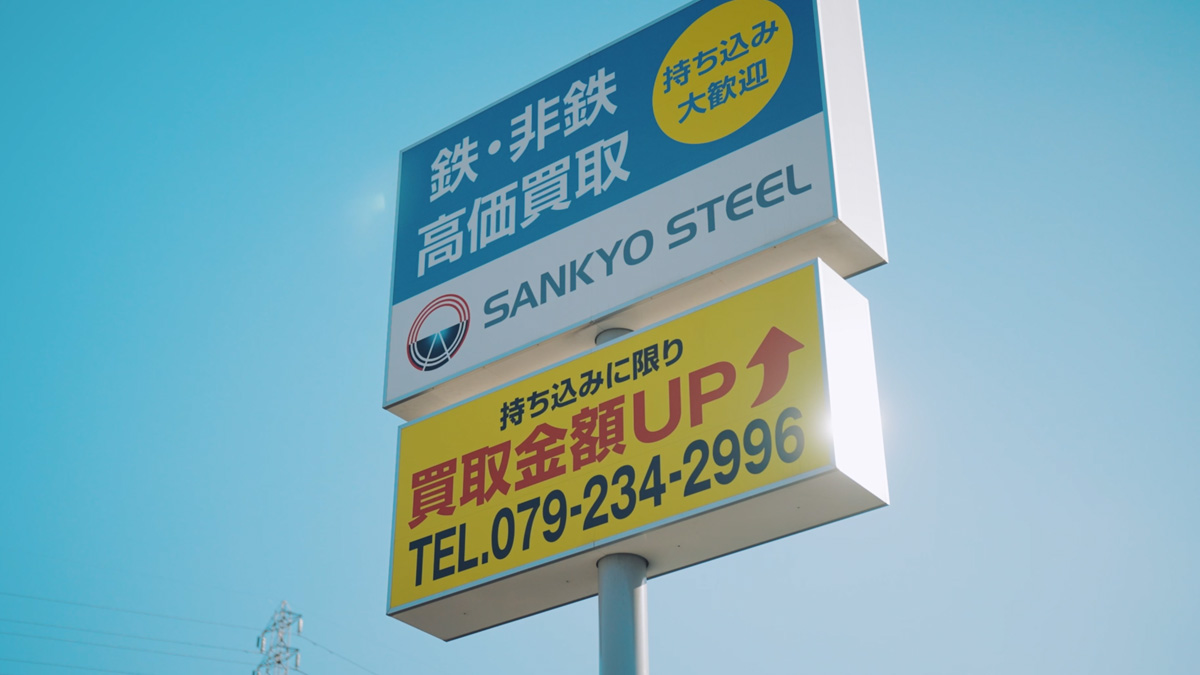 持ち込み
大歓迎
鉄・非鉄
高価買取
SANKYO STEEL
持ち込みに限り
買取金額UP
TEL.079-234-2996